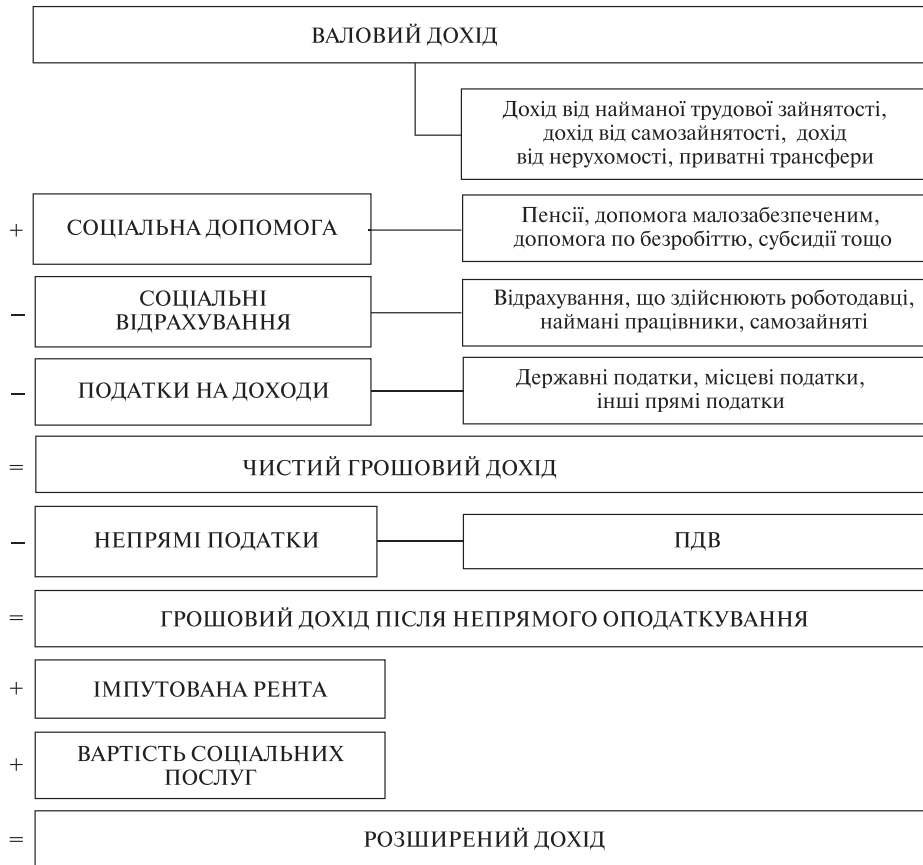 ВАЛОВИЙ ДОХІД
Дохід від найманої трудової зайнятості,
дохід від самозайнятості, дохід
від нерухомості, приватні трансфери
+
СОЦІАЛЬНА ДОПОМОГА
Пенсії, допомога малозабезпеченим,
допомога по безробіттю, субсидії тощо
–
СОЦІАЛЬНІ
ВІДРАХУВАННЯ
Відрахування, що здійснюють роботодавці,
наймані працівники, самозайняті
–
ПОДАТКИ НА ДОХОДИ
Державні податки, місцеві податки,
інші прямі податки
=
ЧИСТИЙ ГРОШОВИЙ ДОХІД
–
НЕПРЯМІ ПОДАТКИ
ПДВ
=
ГРОШОВИЙ ДОХІД ПІСЛЯ НЕПРЯМОГО ОПОДАТКУВАННЯ
+
ІМПУТОВАНА РЕНТА
+
ВАРТІСТЬ СОЦІАЛЬНИХ
ПОСЛУГ
=
РОЗШИРЕНИЙ ДОХІД